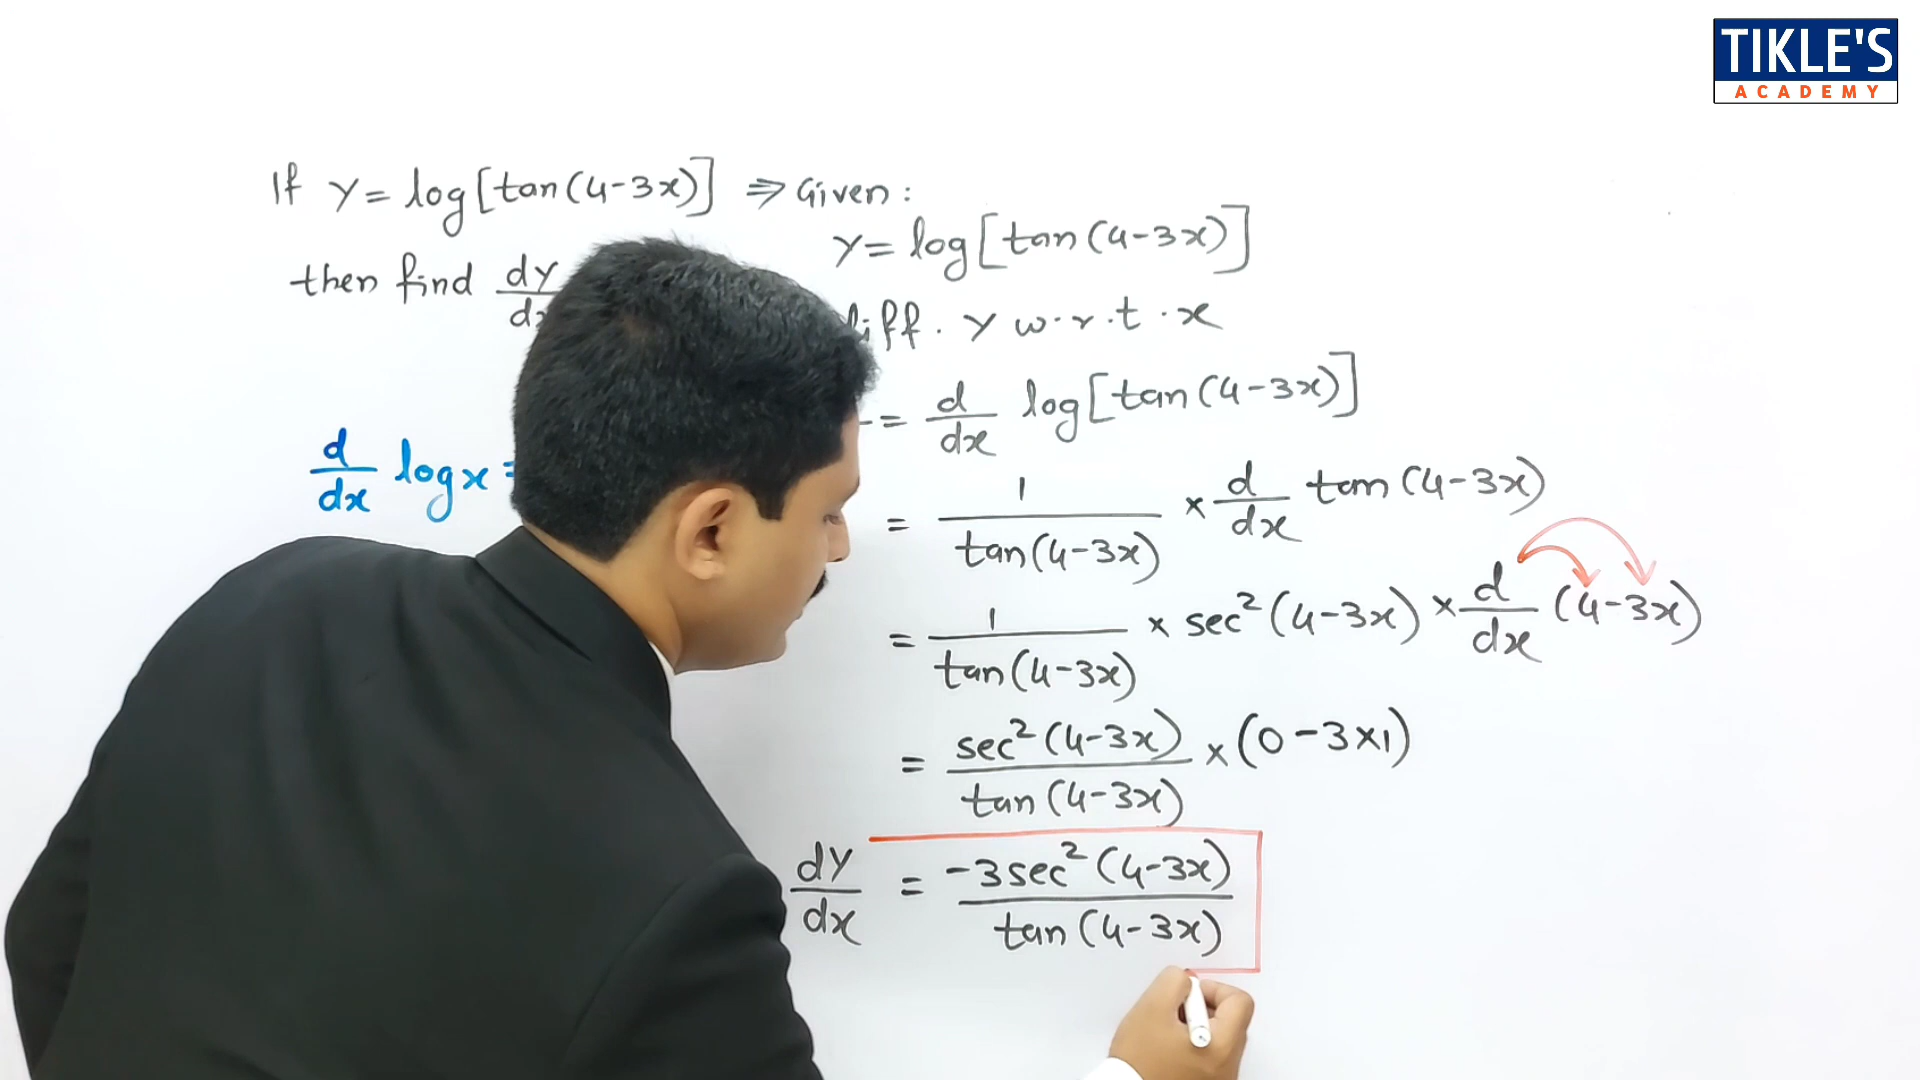 TIKLE'S
ACADEMY
If y = log[tan(4-3x)] ⇒ Given:
then find dy/d
y = log[tan(4-3x)]
diff. y w.r.t.x
= d/dx log[tan(4-3x)]
d/dx logx =
= 1/tan(4-3x) × d/dx tan(4-3x)
= 1/tan(4-3x) × sec²(4-3x) × d/dx (4-3x)
= sec²(4-3x)/tan(4-3x) × (0-3×1)
dy/dx = -3sec²(4-3x)/tan(4-3x)